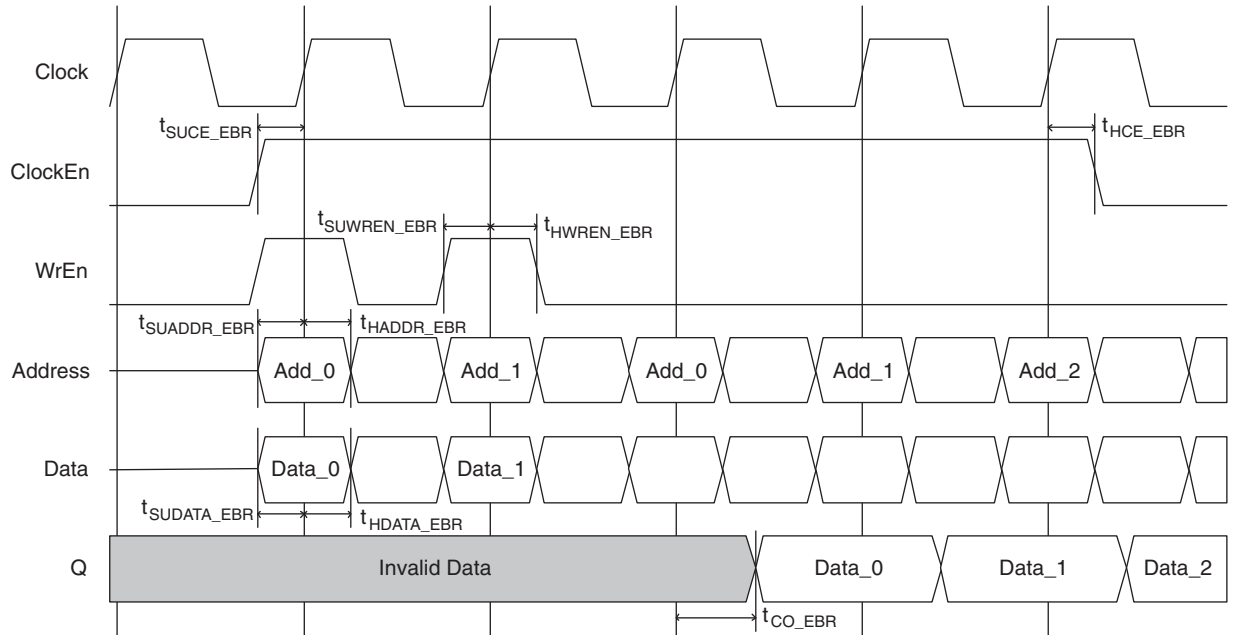 Clock
t_SUCE_EBR t_HCE_EBR
ClockEn
t_SUWREN_EBR t_HWREN_EBR
WrEn
t_SUADDR_EBR t_HADDR_EBR
Address Add_0 Add_1 Add_0 Add_1 Add_2
Data Data_0 Data_1
t_SUDATA_EBR t_HDATA_EBR
Q Invalid Data Data_0 Data_1 Data_2
t_CO_EBR